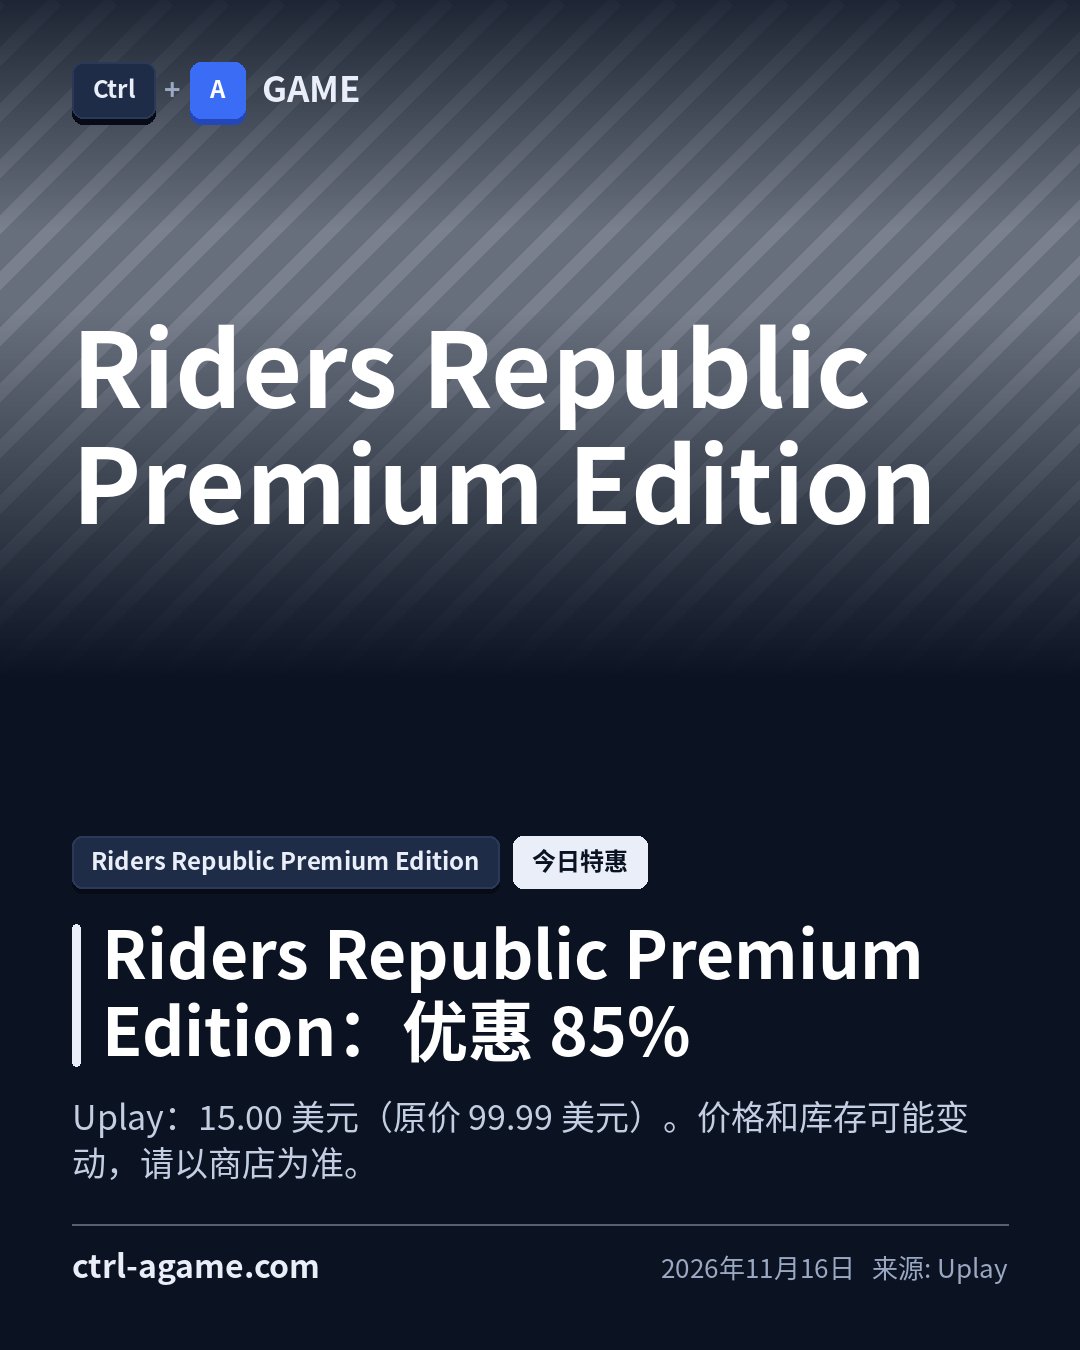 Ctrl + A GAME
Riders Republic
Premium Edition
Riders Republic Premium Edition 今日特惠
Riders Republic Premium
Edition：优惠 85%
Uplay：15.00 美元（原价 99.99 美元）。价格和库存可能变
动，请以商店为准。
ctrl-agame.com 2026年11月16日 来源: Uplay